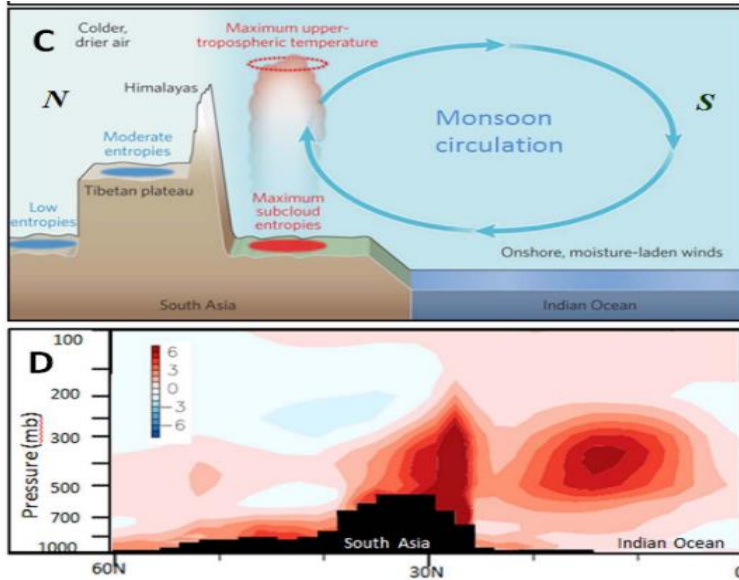 C
Colder,
drier air
Maximum upper-
tropospheric temperature
N
Himalayas
S
Monsoon
circulation
Moderate
entropies
Tibetan plateau
Low
entropies
Maximum
subcloud
entropies
Onshore, moisture-laden winds
South Asia
Indian Ocean
D
100
200
300
500
700
1000
Pressure (mb)
6
3
0
-3
-6
South Asia
Indian Ocean
60N
30N
0